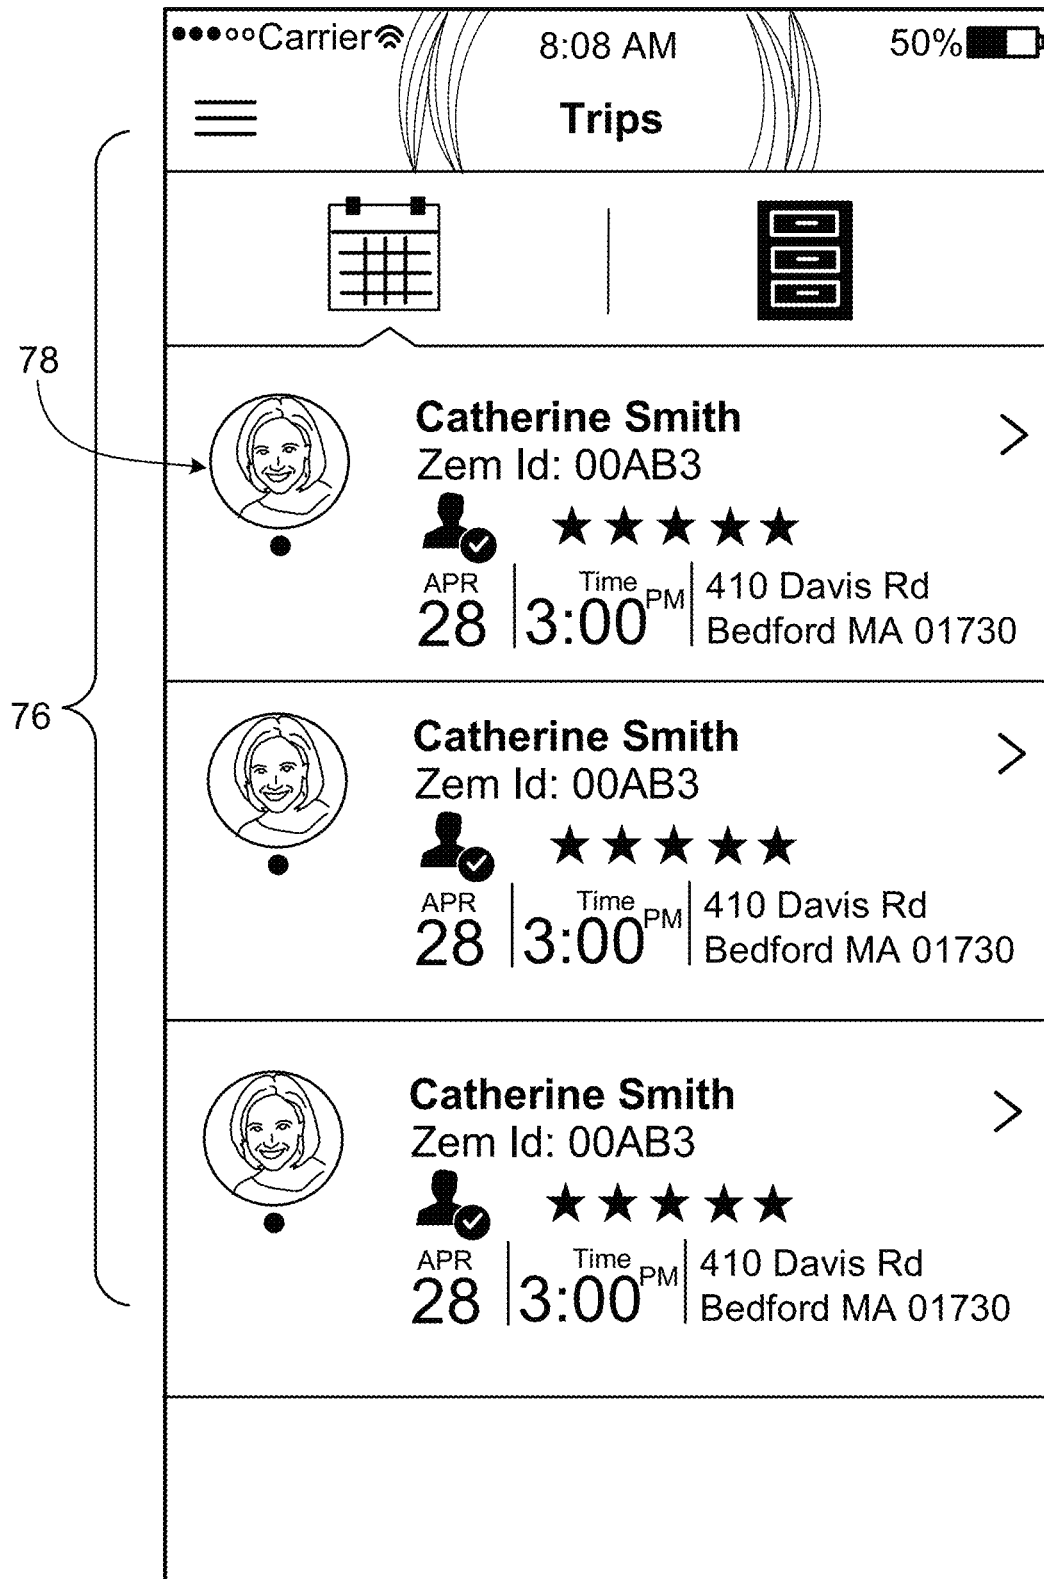 Carrier 8:08 AM 50%
Trips
78
Catherine Smith
Zem Id: 00AB3
APR
28
Time
3:00 PM
410 Davis Rd
Bedford MA 01730
76
Catherine Smith
Zem Id: 00AB3
APR
28
Time
3:00 PM
410 Davis Rd
Bedford MA 01730
Catherine Smith
Zem Id: 00AB3
APR
28
Time
3:00 PM
410 Davis Rd
Bedford MA 01730